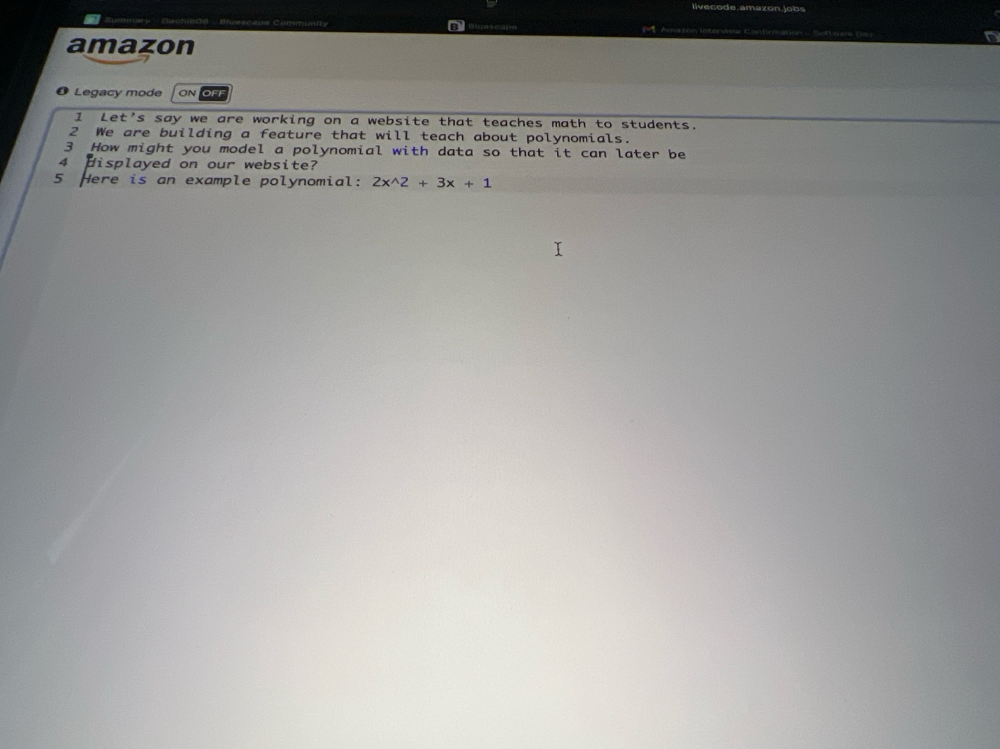 livecode.amazon.jobs
Summary - Dachib06 - Bluescape Community
B Bluescape
Amazon Interview Confirmation - Software Dev
amazon
Legacy mode ON OFF
1 Let's say we are working on a website that teaches math to students.
2 We are building a feature that will teach about polynomials.
3 How might you model a polynomial with data so that it can later be
4 displayed on our website?
5 Here is an example polynomial: 2x^2 + 3x + 1